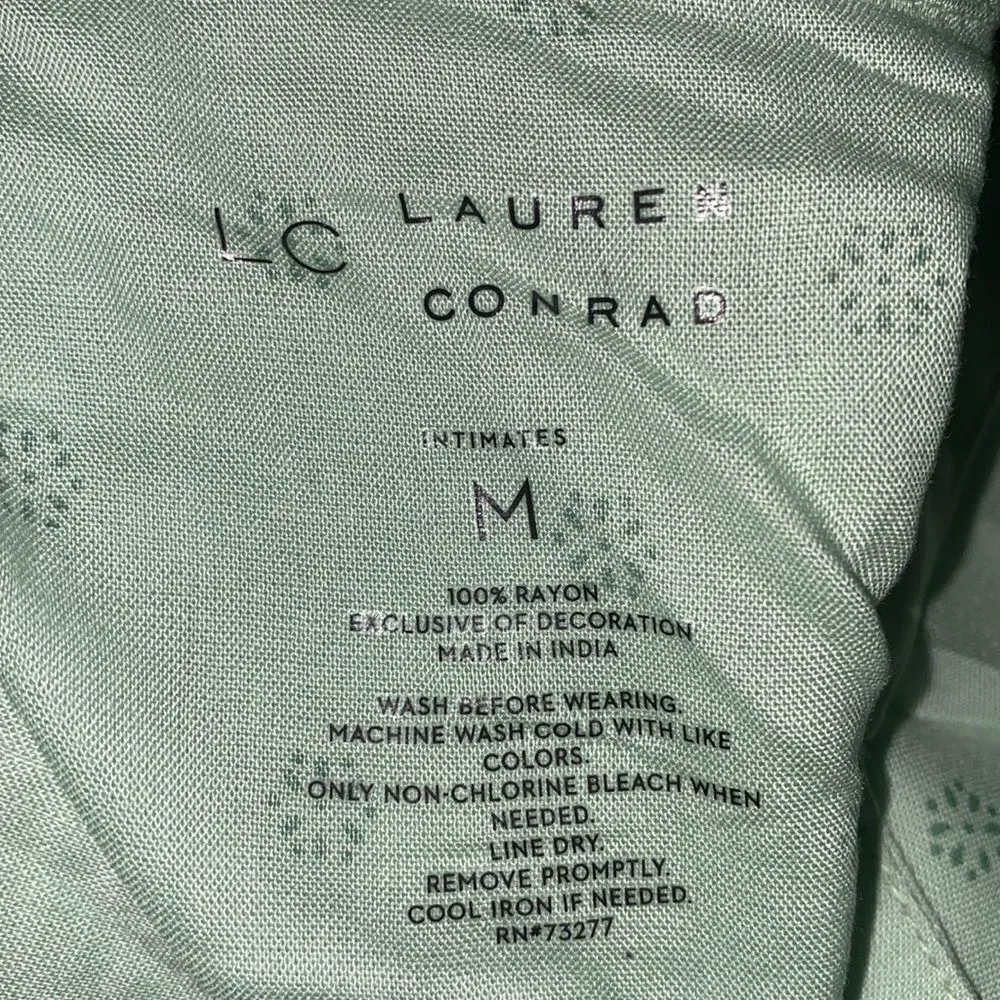 LC LAUREN
CONRAD
INTIMATES
M
100% RAYON
EXCLUSIVE OF DECORATION
MADE IN INDIA
WASH BEFORE WEARING.
MACHINE WASH COLD WITH LIKE
COLORS.
ONLY NON-CHLORINE BLEACH WHEN
NEEDED.
LINE DRY.
REMOVE PROMPTLY.
COOL IRON IF NEEDED.
RN#73277